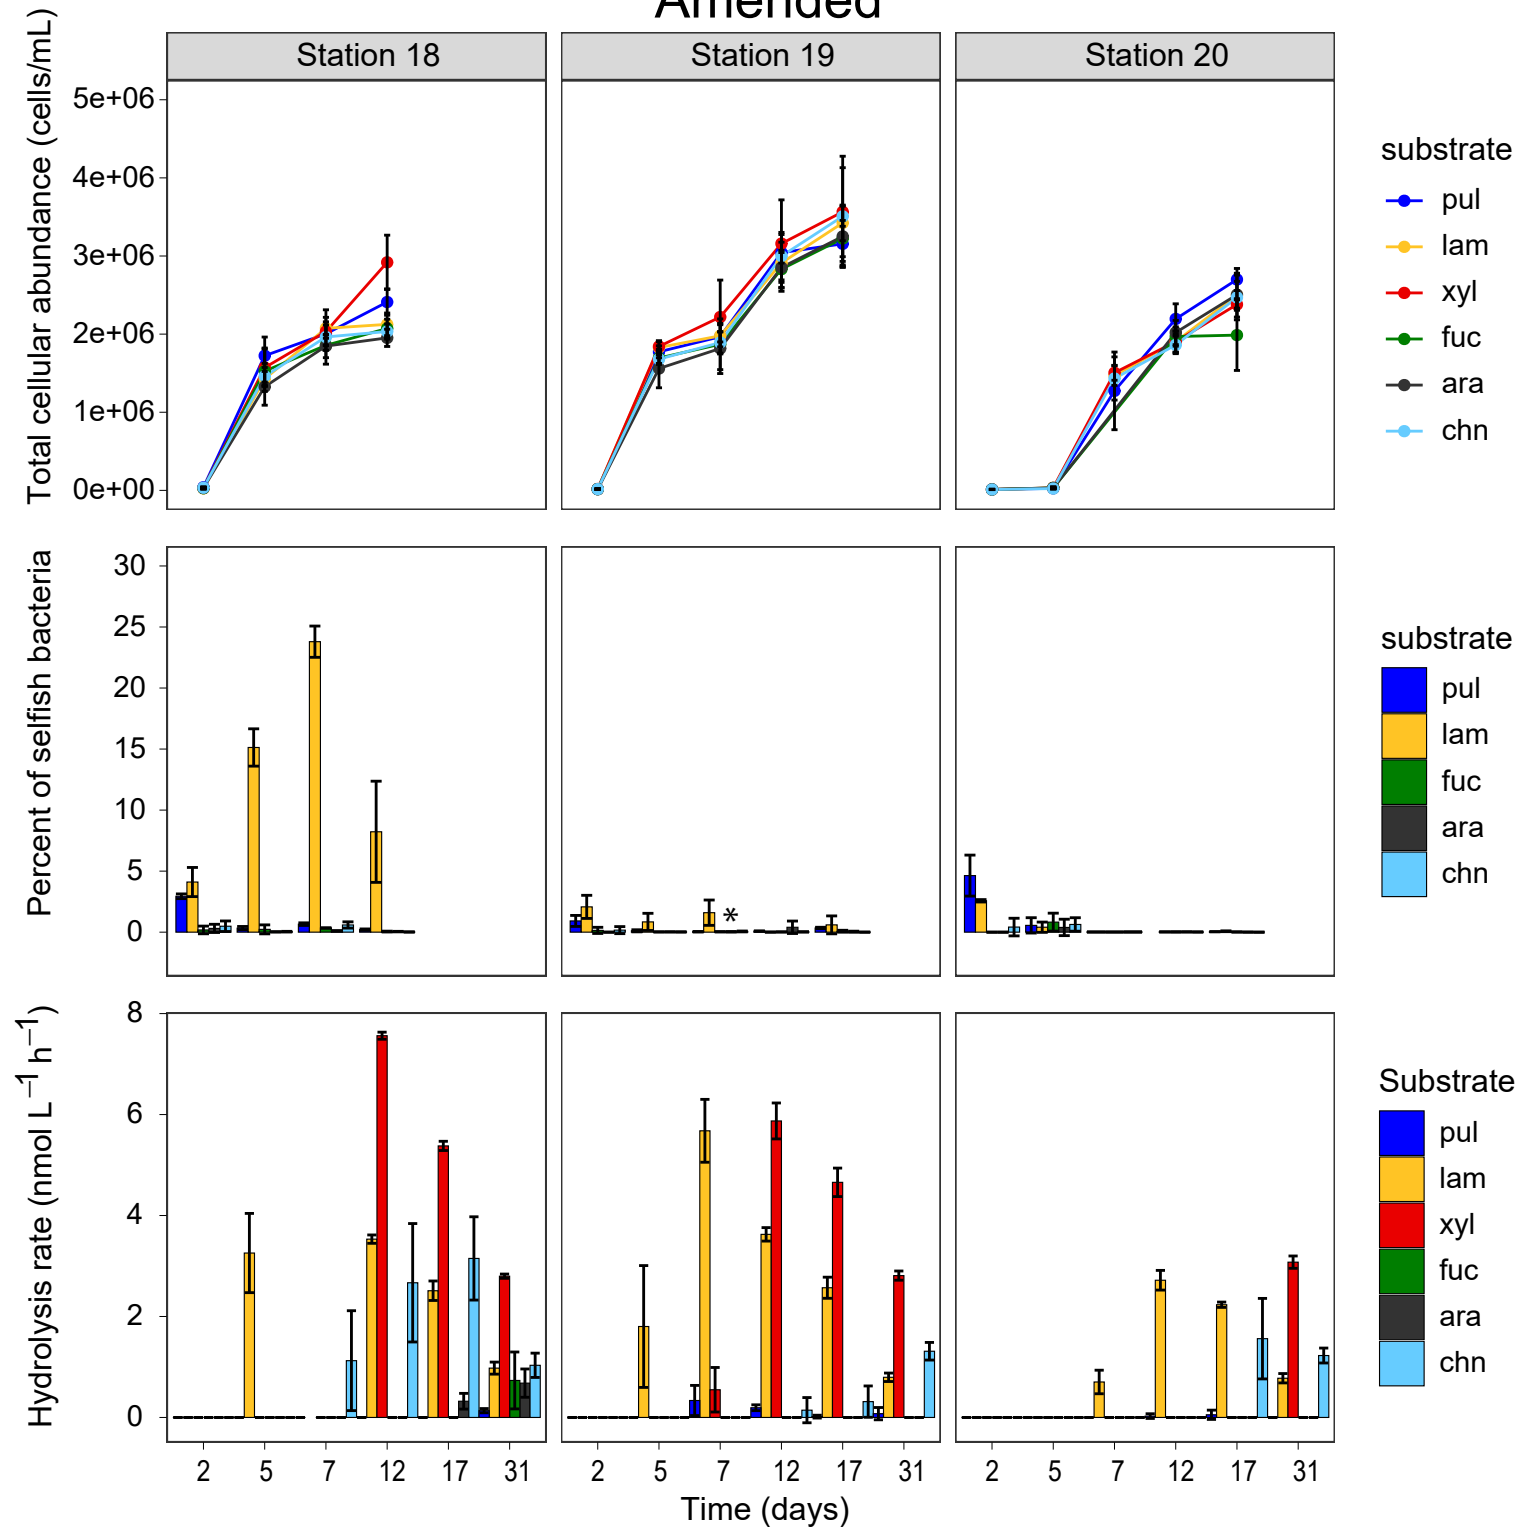 Amended
Station 18 Station 19 Station 20
Total cellular abundance (cells/mL)
5e+06
4e+06
3e+06
2e+06
1e+06
0e+00
substrate
pul
lam
xyl
fuc
ara
chn
Percent of selfish bacteria
30
25
20
15
10
5
0
*
substrate
pul
lam
fuc
ara
chn
Hydrolysis rate (nmol L⁻¹ h⁻¹)
8
6
4
2
0
Substrate
pul
lam
xyl
fuc
ara
chn
2 5 7 12 17 31 2 5 7 12 17 31 2 5 7 12 17 31
Time (days)